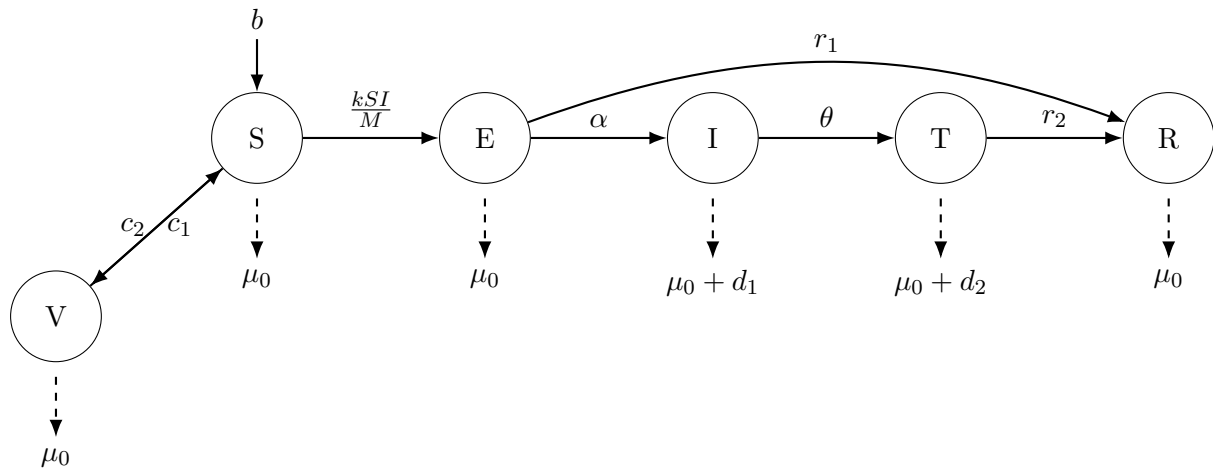 b
r₁
S
kSI/M
E
α
I
θ
T
r₂
R
c₂
c₁
μ₀
μ₀
μ₀ + d₁
μ₀ + d₂
μ₀
V
μ₀